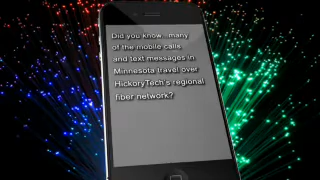 Did you know...many
of the mobile calls
and text messages in
Minnesota travel over
HickoryTech's regional
fiber network?